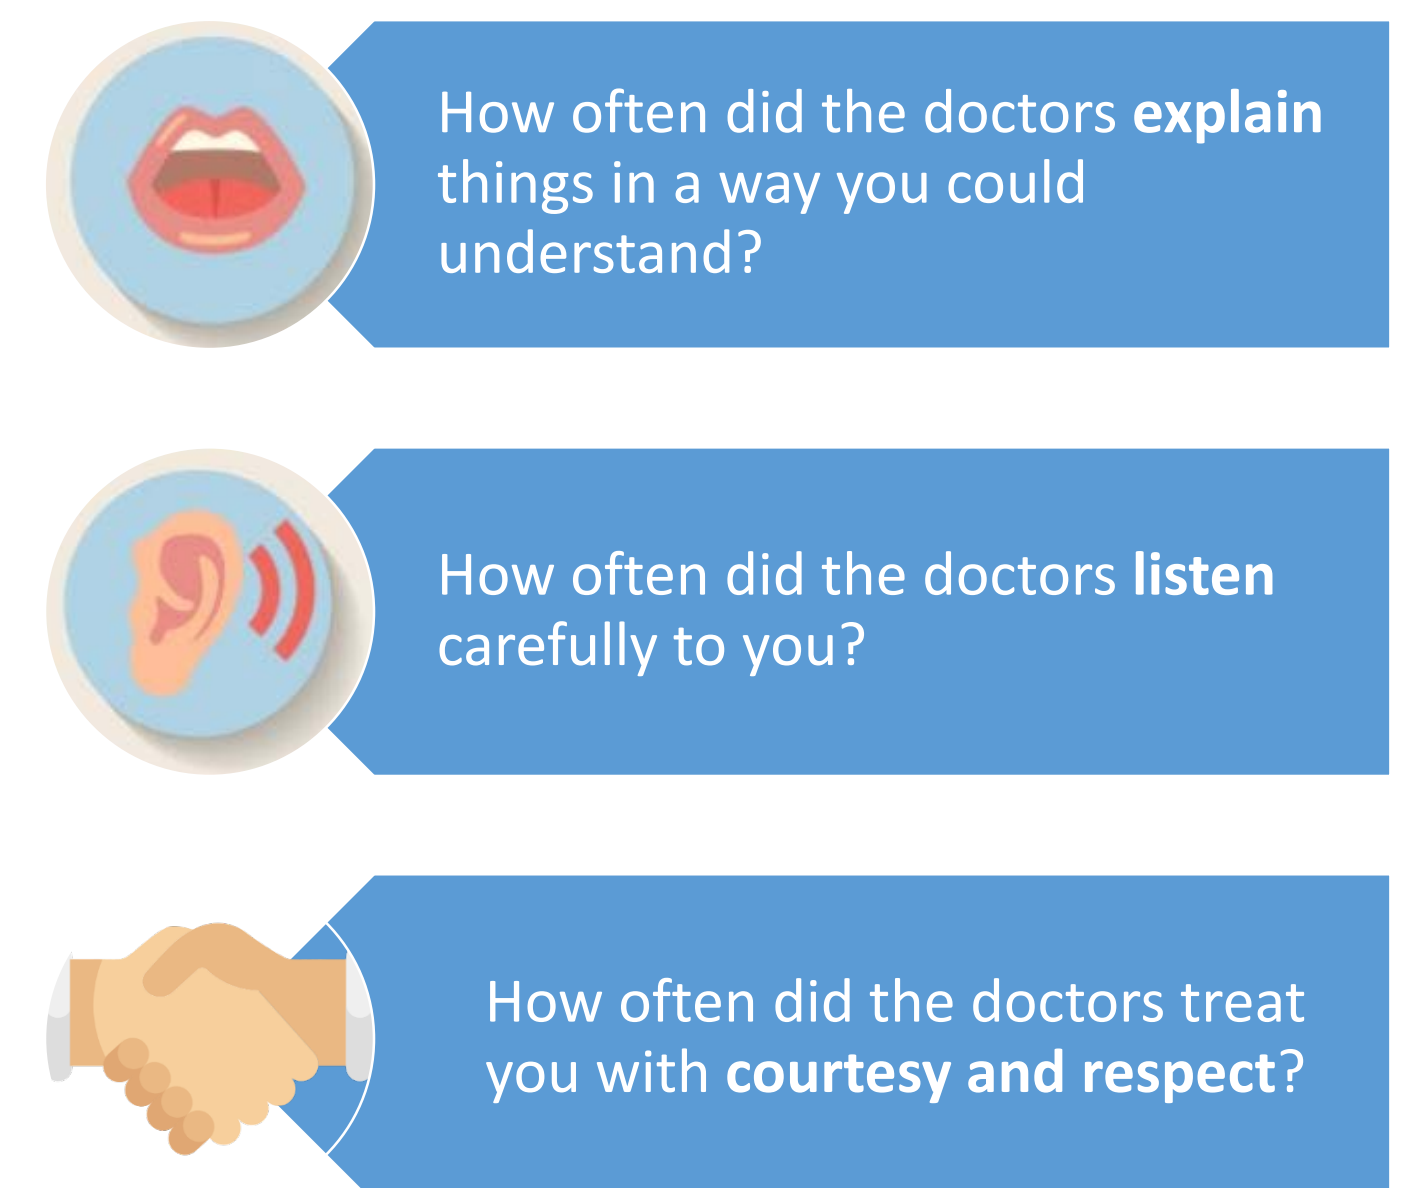 How often did the doctors explain
things in a way you could
understand?
How often did the doctors listen
carefully to you?
How often did the doctors treat
you with courtesy and respect?